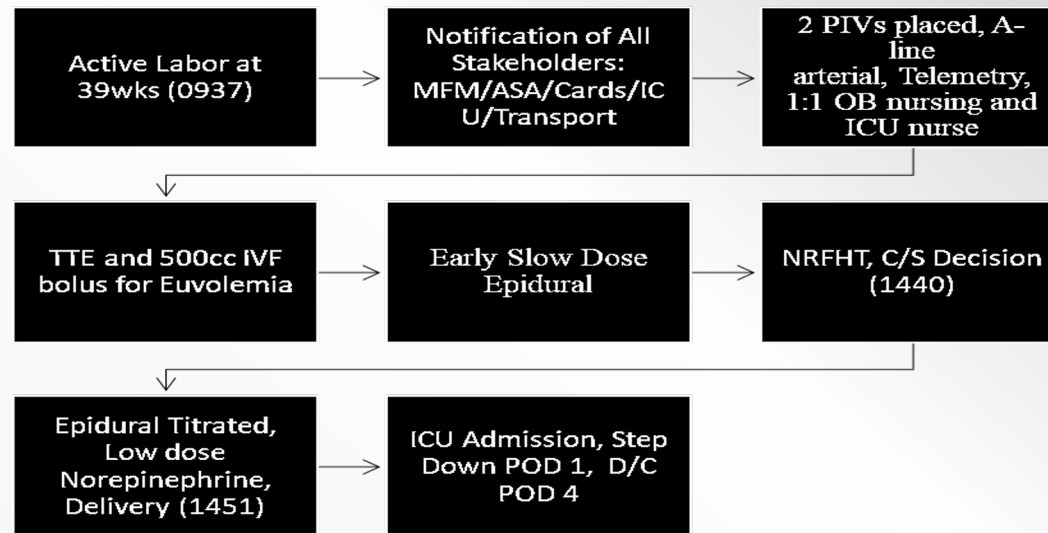 Active Labor at
39wks (0937)
Notification of All
Stakeholders:
MFM/ASA/Cards/IC
U/Transport
2 PIVs placed, A-
line
arterial, Telemetry,
1:1 OB nursing and
ICU nurse
TTE and 500cc IVF
bolus for Euvolemia
Early Slow Dose
Epidural
NRFHT, C/S Decision
(1440)
Epidural Titrated,
Low dose
Norepinephrine,
Delivery (1451)
ICU Admission, Step
Down POD 1, D/C
POD 4